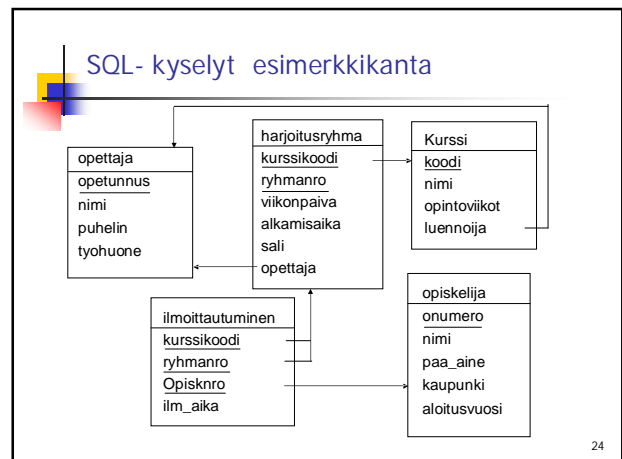 SQL- kyselyt esimerkkikanta
opettaja
opetunnus
nimi
puhelin
tyohuone
harjoitusryhma
kurssikoodi
ryhmanro
viikonpaiva
alkamisaika
sali
opettaja
Kurssi
koodi
nimi
opintoviikot
luennoija
ilmoittautuminen
kurssikoodi
ryhmanro
Opisknro
ilm_aika
opiskelija
onumero
nimi
paa_aine
kaupunki
aloitusvuosi
24